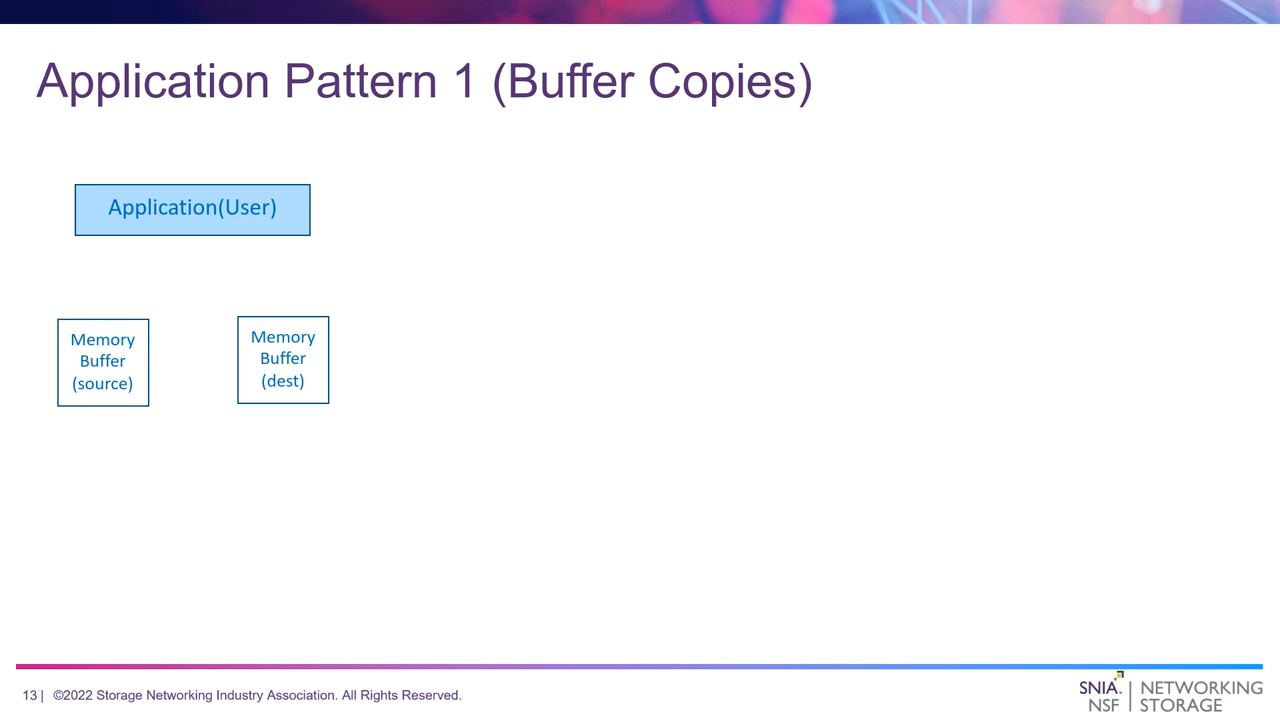 Application Pattern 1 (Buffer Copies)
Application(User)
Memory
Buffer
(source)
Memory
Buffer
(dest)
13 | ©2022 Storage Networking Industry Association. All Rights Reserved.
SNIA. NETWORKING
NSF STORAGE